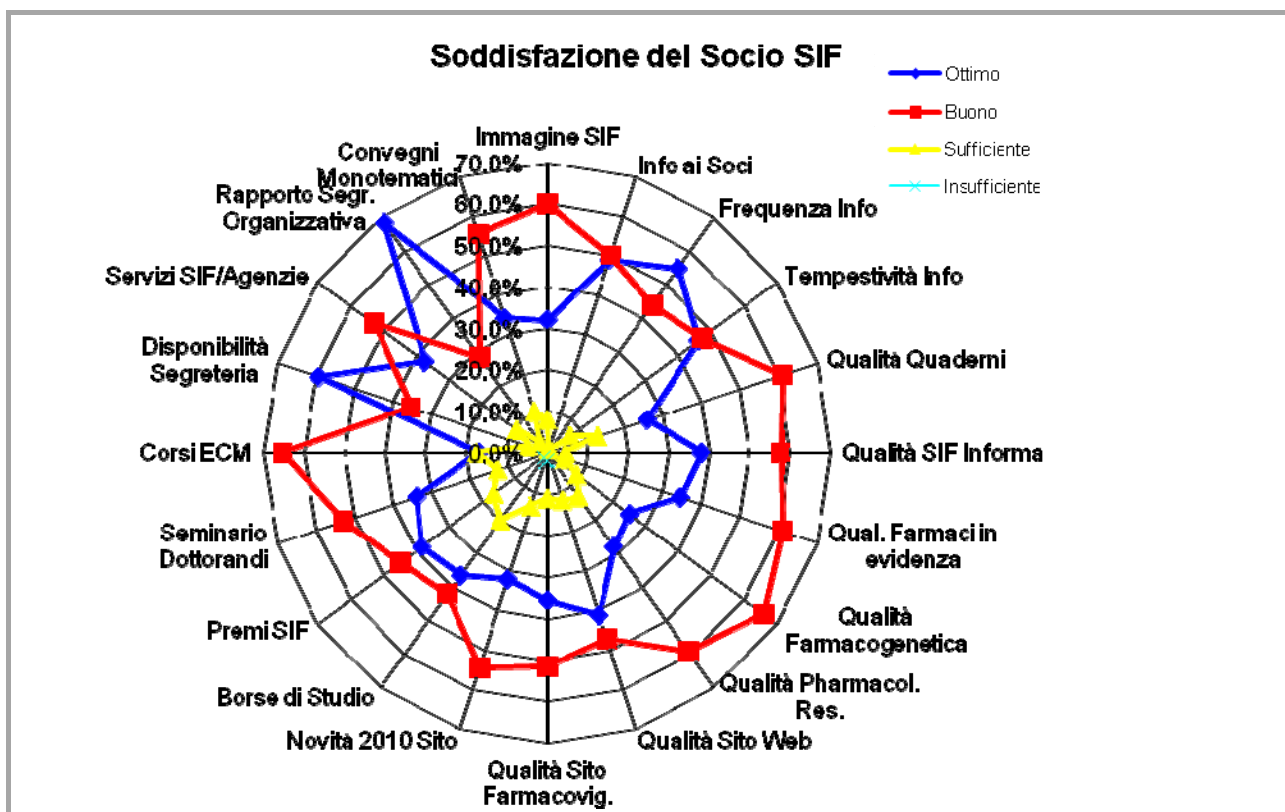 Soddisfazione del Socio SIF
Ottimo
Buono
Sufficiente
Insufficiente
Immagine SIF
Info ai Soci
Frequenza Info
Tempestività Info
Qualità Quaderni
Qualità SIF Informa
Qual. Farmaci in
evidenza
Qualità
Farmacogenetica
Qualità Pharmacol.
Res.
Qualità Sito Web
Qualità Sito
Farmacovig.
Novità 2010 Sito
Borse di Studio
Premi SIF
Seminario
Dottorandi
Corsi ECM
Disponibilità
Segreteria
Servizi SIF/Agenzie
Rapporto Segr.
Organizzativa
Convegni
Monotematici
70,0%
60,0%
50,0%
40,0%
30,0%
20,0%
10,0%
0,0%